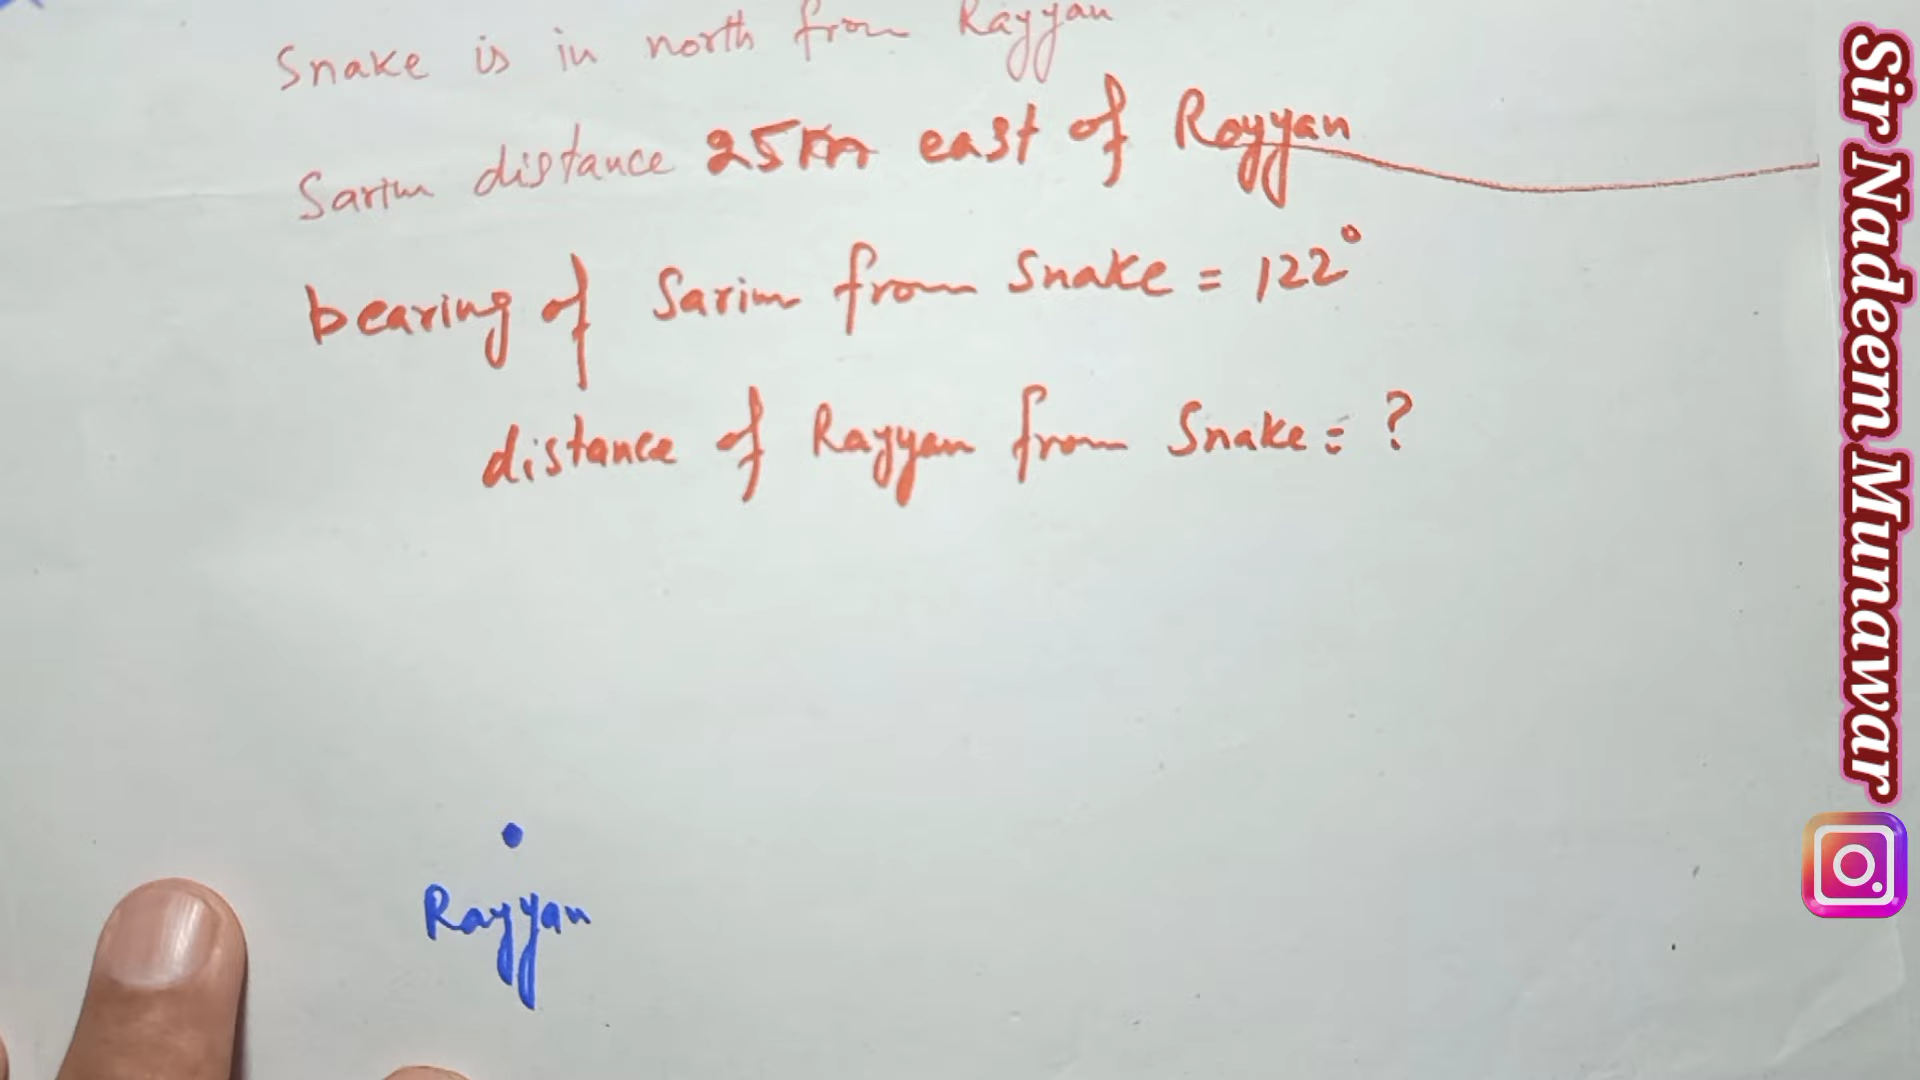 Snake is in north from Rayyan
Sarim distance 25Km east of Rayyan
bearing of Sarim from Snake = 122°
distance of Rayyan from Snake = ?
Rayyan
Sir Nadeem Munawar